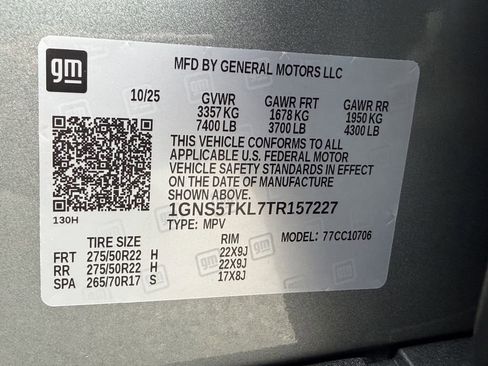 gm
MFD BY GENERAL MOTORS LLC
10/25 GVWR GAWR FRT GAWR RR
3357 KG 1678 KG 1950 KG
7400 LB 3700 LB 4300 LB
THIS VEHICLE CONFORMS TO ALL
APPLICABLE U.S. FEDERAL MOTOR
VEHICLE SAFETY STANDARDS IN EFFECT
ON THE DATE OF MANUFACTURE
SHOWN ABOVE.
1GNS5TKL7TR157227
130H
TYPE: MPV MODEL: 77CC10706
TIRE SIZE RIM
FRT 275/50R22 H 22X9J
RR 275/50R22 H 22X9J
SPA 265/70R17 S 17X8J